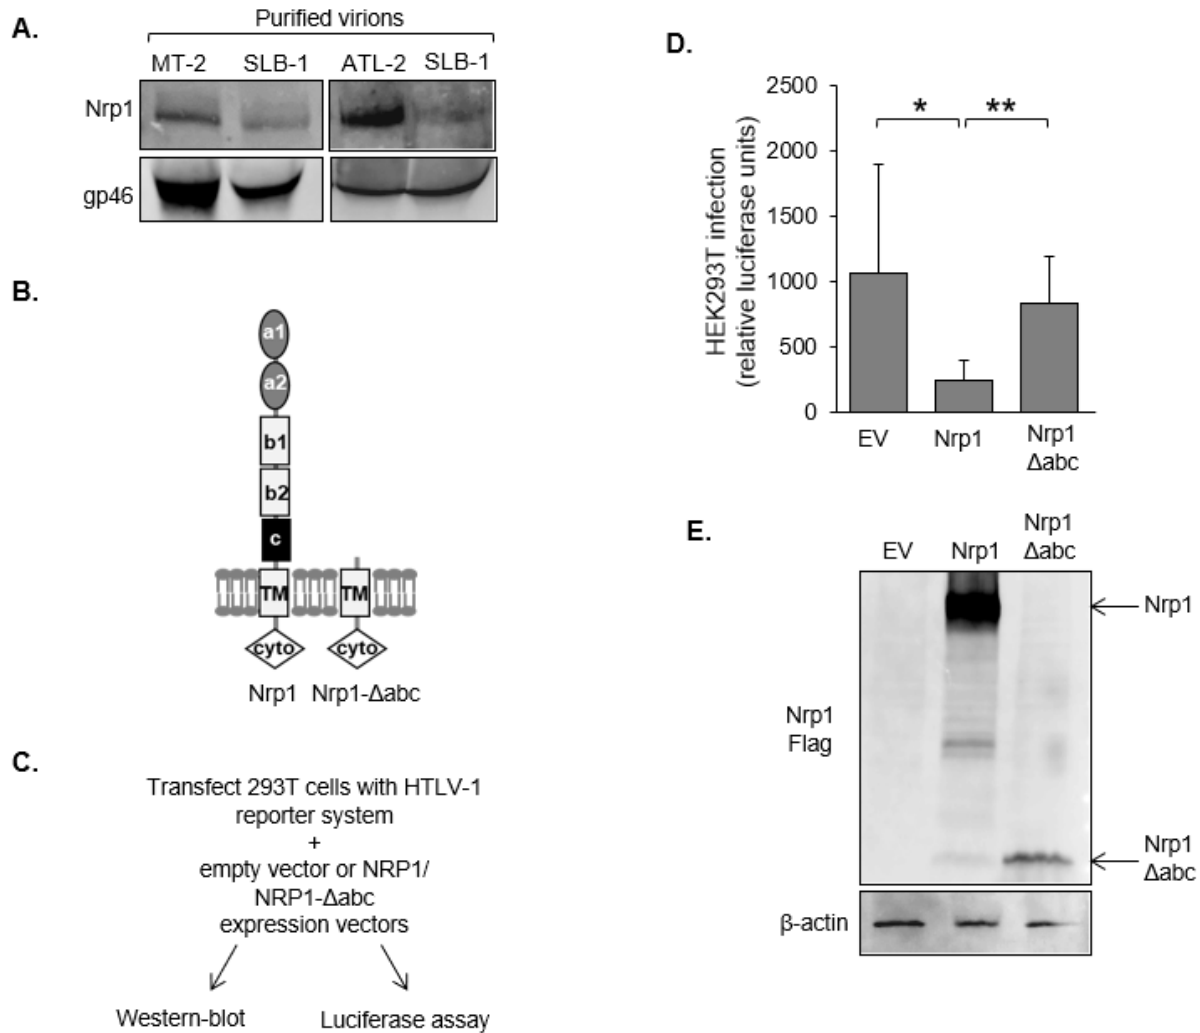 A.
Purified virions
MT-2 SLB-1 ATL-2 SLB-1
Nrp1
gp46
B.
a1
a2
b1
b2
c
TM TM
cyto cyto
Nrp1 Nrp1-Δabc
C.
Transfect 293T cells with HTLV-1
reporter system
+
empty vector or NRP1/
NRP1-Δabc
expression vectors
Western-blot Luciferase assay
D.
HEK293T infection
(relative luciferase units)
2500
2000
1500
1000
500
0
* **
EV Nrp1 Nrp1
Δabc
E.
EV Nrp1 Nrp1
Δabc
Nrp1
Flag
Nrp1
Nrp1
Δabc
β-actin